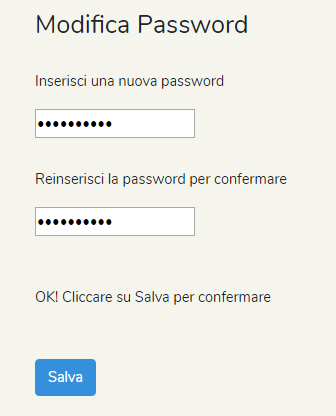 Modifica Password
Inserisci una nuova password
••••••••••
Reinserisci la password per confermare
••••••••••
OK! Cliccare su Salva per confermare
Salva